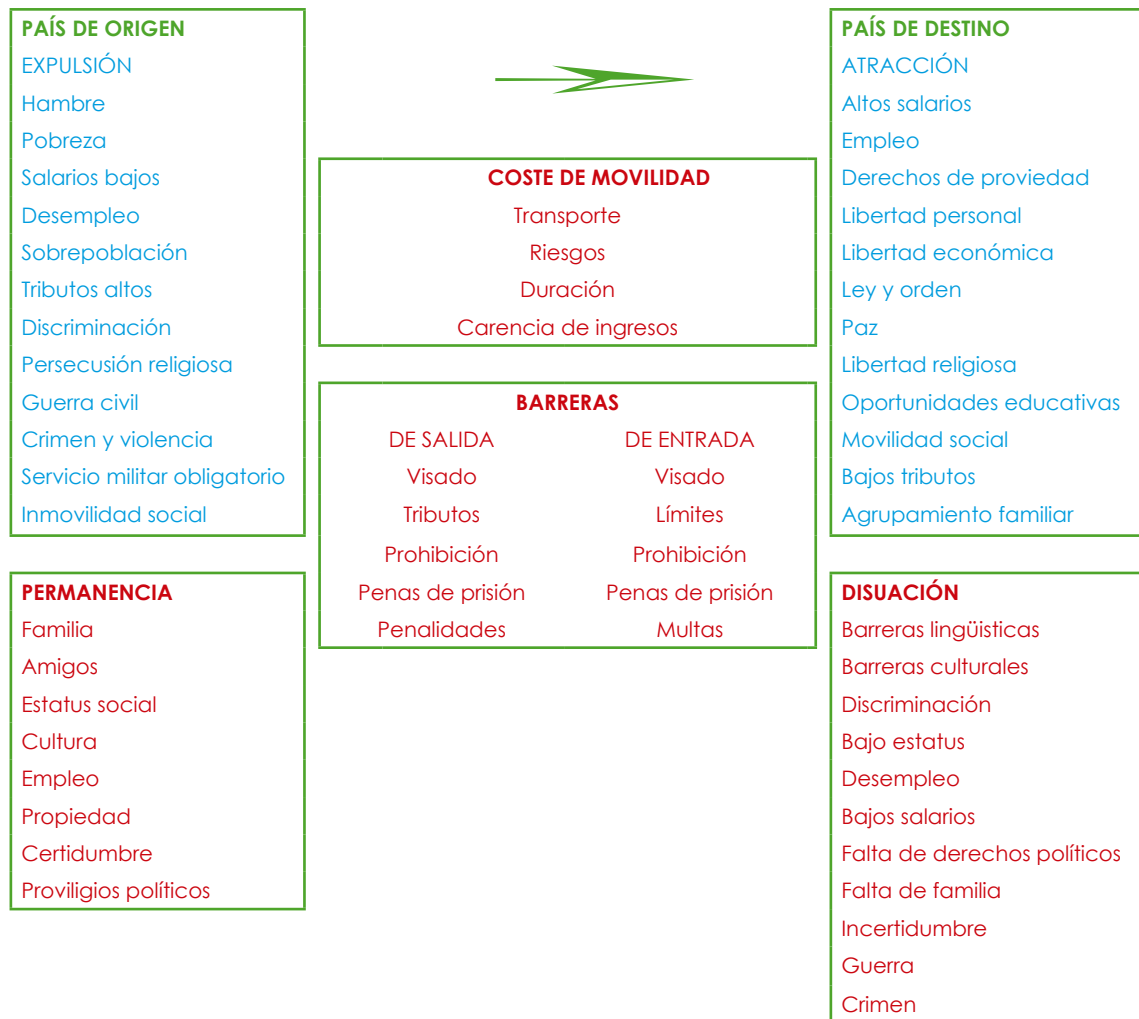 PAÍS DE ORIGEN
EXPULSIÓN
Hambre
Pobreza
Salarios bajos
Desempleo
Sobrepoblación
Tributos altos
Discriminación
Persecusión religiosa
Guerra civil
Crimen y violencia
Servicio militar obligatorio
Inmovilidad social
PERMANENCIA
Familia
Amigos
Estatus social
Cultura
Empleo
Propiedad
Certidumbre
Proviligios políticos
COSTE DE MOVILIDAD
Transporte
Riesgos
Duración
Carencia de ingresos
BARRERAS
DE SALIDA DE ENTRADA
Visado Visado
Tributos Límites
Prohibición Prohibición
Penas de prisión Penas de prisión
Penalidades Multas
PAÍS DE DESTINO
ATRACCIÓN
Altos salarios
Empleo
Derechos de proviedad
Libertad personal
Libertad económica
Ley y orden
Paz
Libertad religiosa
Oportunidades educativas
Movilidad social
Bajos tributos
Agrupamiento familiar
DISUACIÓN
Barreras lingüisticas
Barreras culturales
Discriminación
Bajo estatus
Desempleo
Bajos salarios
Falta de derechos políticos
Falta de familia
Incertidumbre
Guerra
Crimen